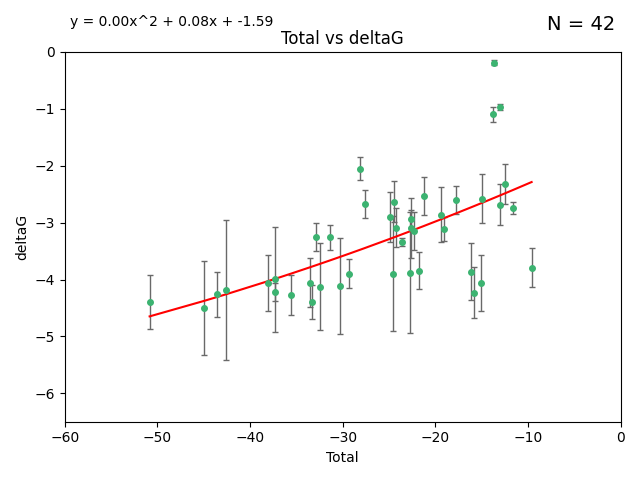 y = 0.00x^2 + 0.08x + -1.59
N = 42
Total vs deltaG
0
−1
−2
−3
−4
−5
−6
deltaG
−60 −50 −40 −30 −20 −10 0
Total